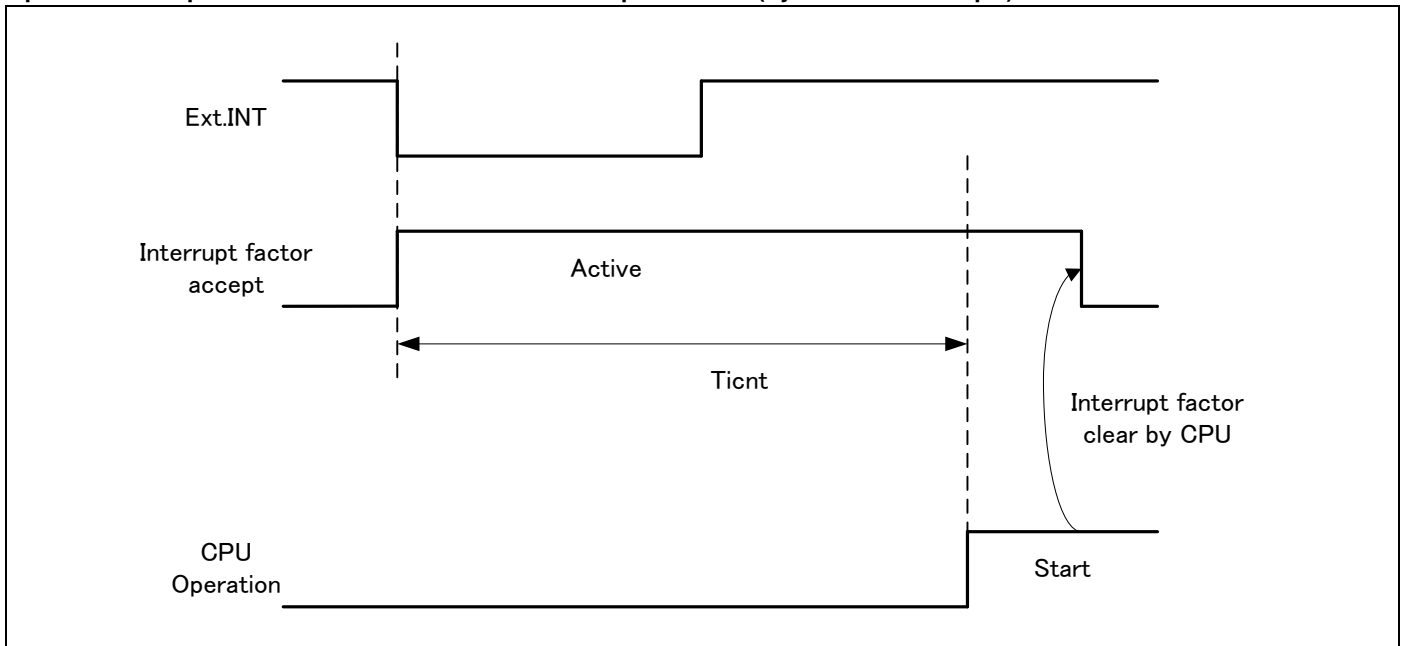 Ext.INT
Interrupt factor
accept
Active
Ticnt
Interrupt factor
clear by CPU
CPU
Operation
Start